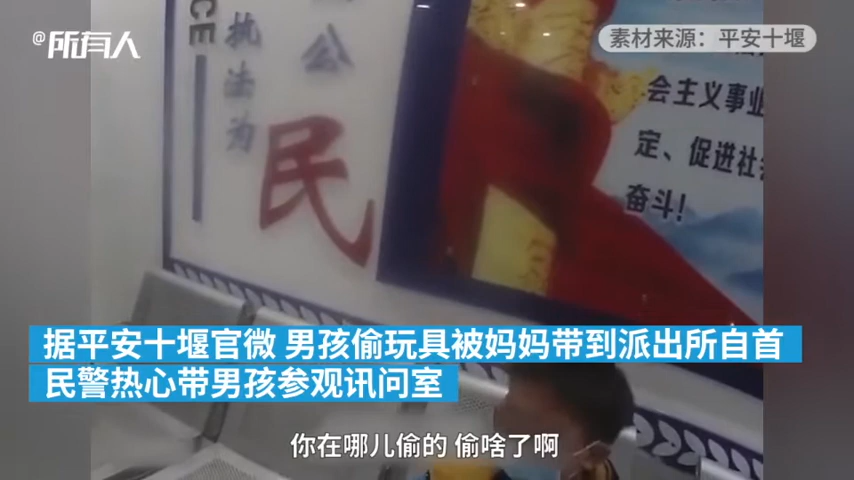 @所有人
素材来源：平安十堰
CE
公
执法为
民
会主义事业
定、促进社会
奋斗！
据平安十堰官微 男孩偷玩具被妈妈带到派出所自首
民警热心带男孩参观讯问室
你在哪儿偷的 偷啥了啊